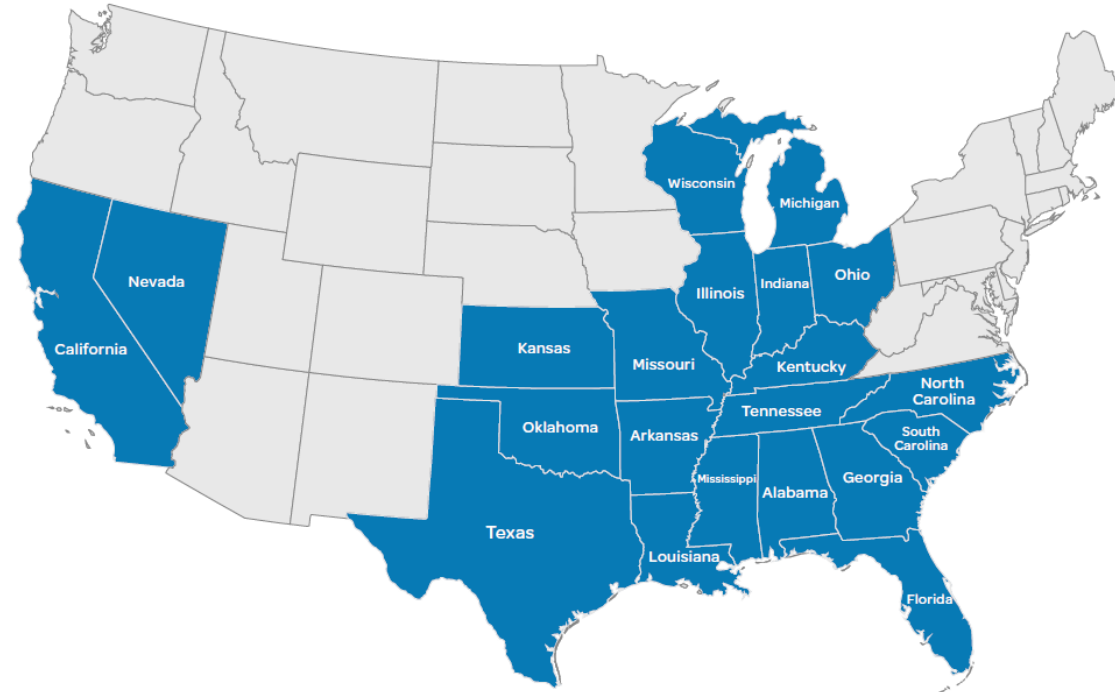 Wisconsin
Michigan
Nevada
Ohio
Indiana
Illinois
California
Kansas
Missouri
Kentucky
North
Carolina
Tennessee
Oklahoma
Arkansas
South
Carolina
Mississippi
Alabama
Georgia
Texas
Louisiana
Florida